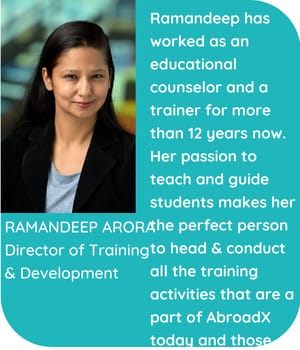 Ramandeep has
worked as an
educational
counselor and a
trainer for more
than 12 years now.
Her passion to
teach and guide
students makes her
the perfect person
to head & conduct
all the training
activities that are a
part of AbroadX
today and those
RAMANDEEP ARORA
Director of Training
& Development